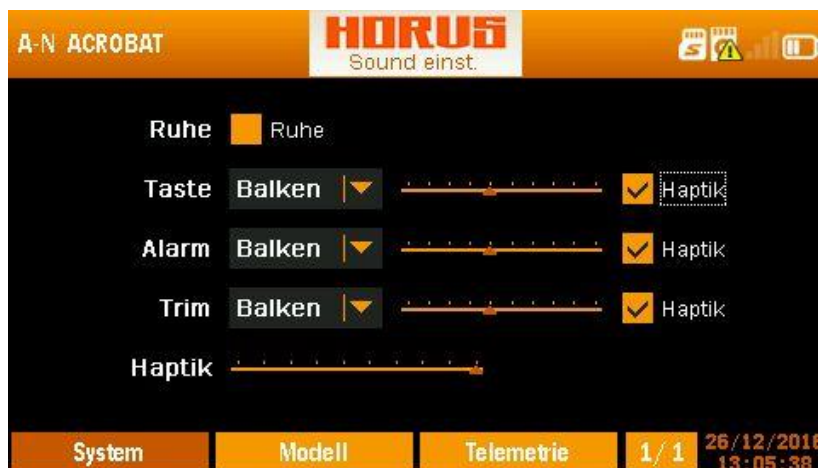 A-N ACROBAT
HORUS
Sound einst.
Ruhe Ruhe
Taste Balken Haptik
Alarm Balken Haptik
Trim Balken Haptik
Haptik
System Modell Telemetrie 1/1 26/12/2016
13:05:38